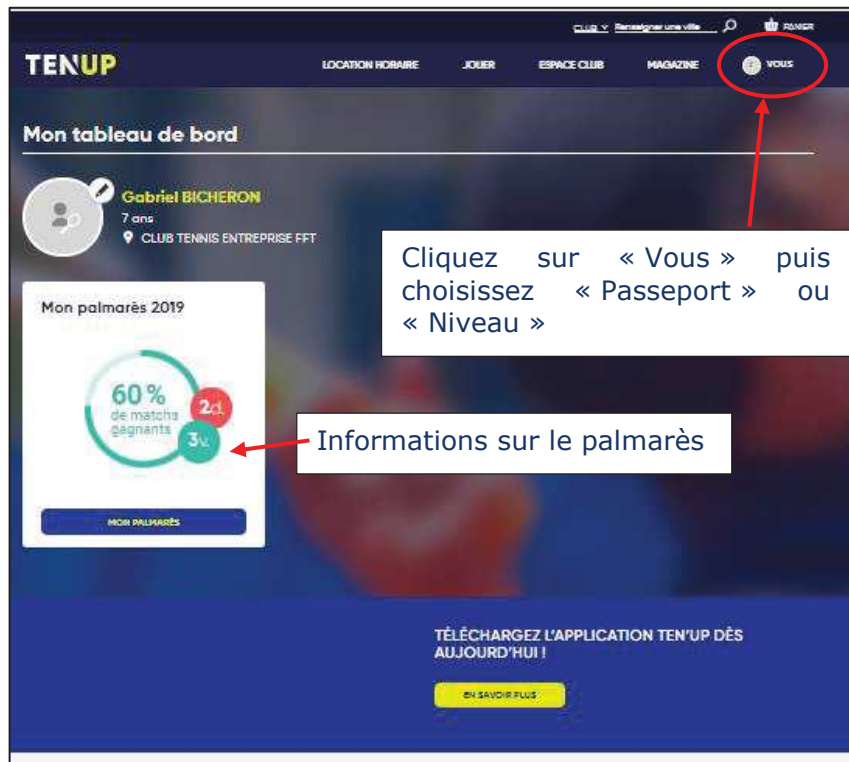 CLUB Renseigner une ville PANIER
TEN'UP LOCATION HORAIRE JOUER ESPACE CLUB MAGAZINE VOUS
Mon tableau de bord
Gabriel BICHERON
7 ans
CLUB TENNIS ENTREPRISE FFT
Cliquez sur « Vous » puis
choisissez « Passeport » ou
« Niveau »
Mon palmarès 2019
60 %
de matchs
gagnants
2d.
3v.
Informations sur le palmarès
MON PALMARÈS
TÉLÉCHARGEZ L'APPLICATION TEN'UP DÈS
AUJOURD'HUI !
EN SAVOIR PLUS